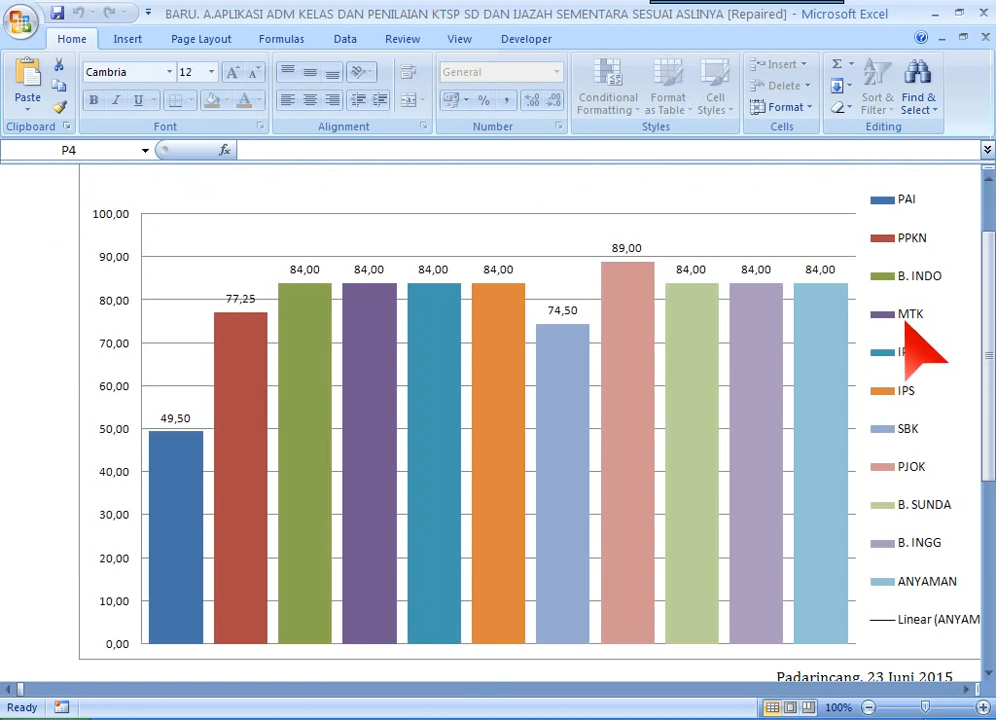 BARU. A.APLIKASI ADM KELAS DAN PENILAIAN KTSP SD DAN IJAZAH SEMENTARA SESUAI ASLINYA [Repaired] - Microsoft Excel
Home Insert Page Layout Formulas Data Review View Developer
Paste
Clipboard
Cambria 12
B I U A
Font
Alignment
General
% ,
Number
Conditional Formatting
Format as Table
Cell Styles
Styles
Insert
Delete
Format
Cells
Σ
Sort & Filter
Find & Select
Editing
P4 fx
100,00
90,00
80,00
70,00
60,00
50,00
40,00
30,00
20,00
10,00
0,00
49,50
77,25
84,00
84,00
84,00
84,00
74,50
89,00
84,00
84,00
84,00
PAI
PPKN
B. INDO
MTK
IPS
SBK
PJOK
B. SUNDA
B. INGG
ANYAMAN
Linear (ANYAM
Padarincang, 23 Juni 2015
Ready 100%